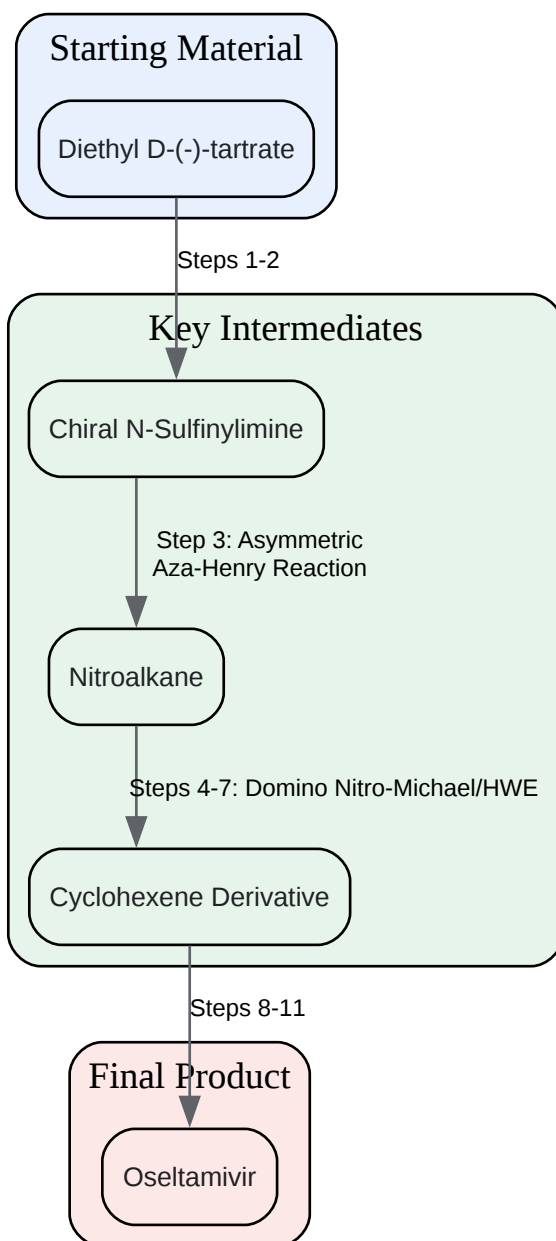 Starting Material
Diethyl D-(-)-tartrate
Steps 1-2
Key Intermediates
Chiral N-Sulfinylimine
Step 3: Asymmetric
Aza-Henry Reaction
Nitroalkane
Steps 4-7: Domino Nitro-Michael/HWE
Cyclohexene Derivative
Steps 8-11
Final Product
Oseltamivir